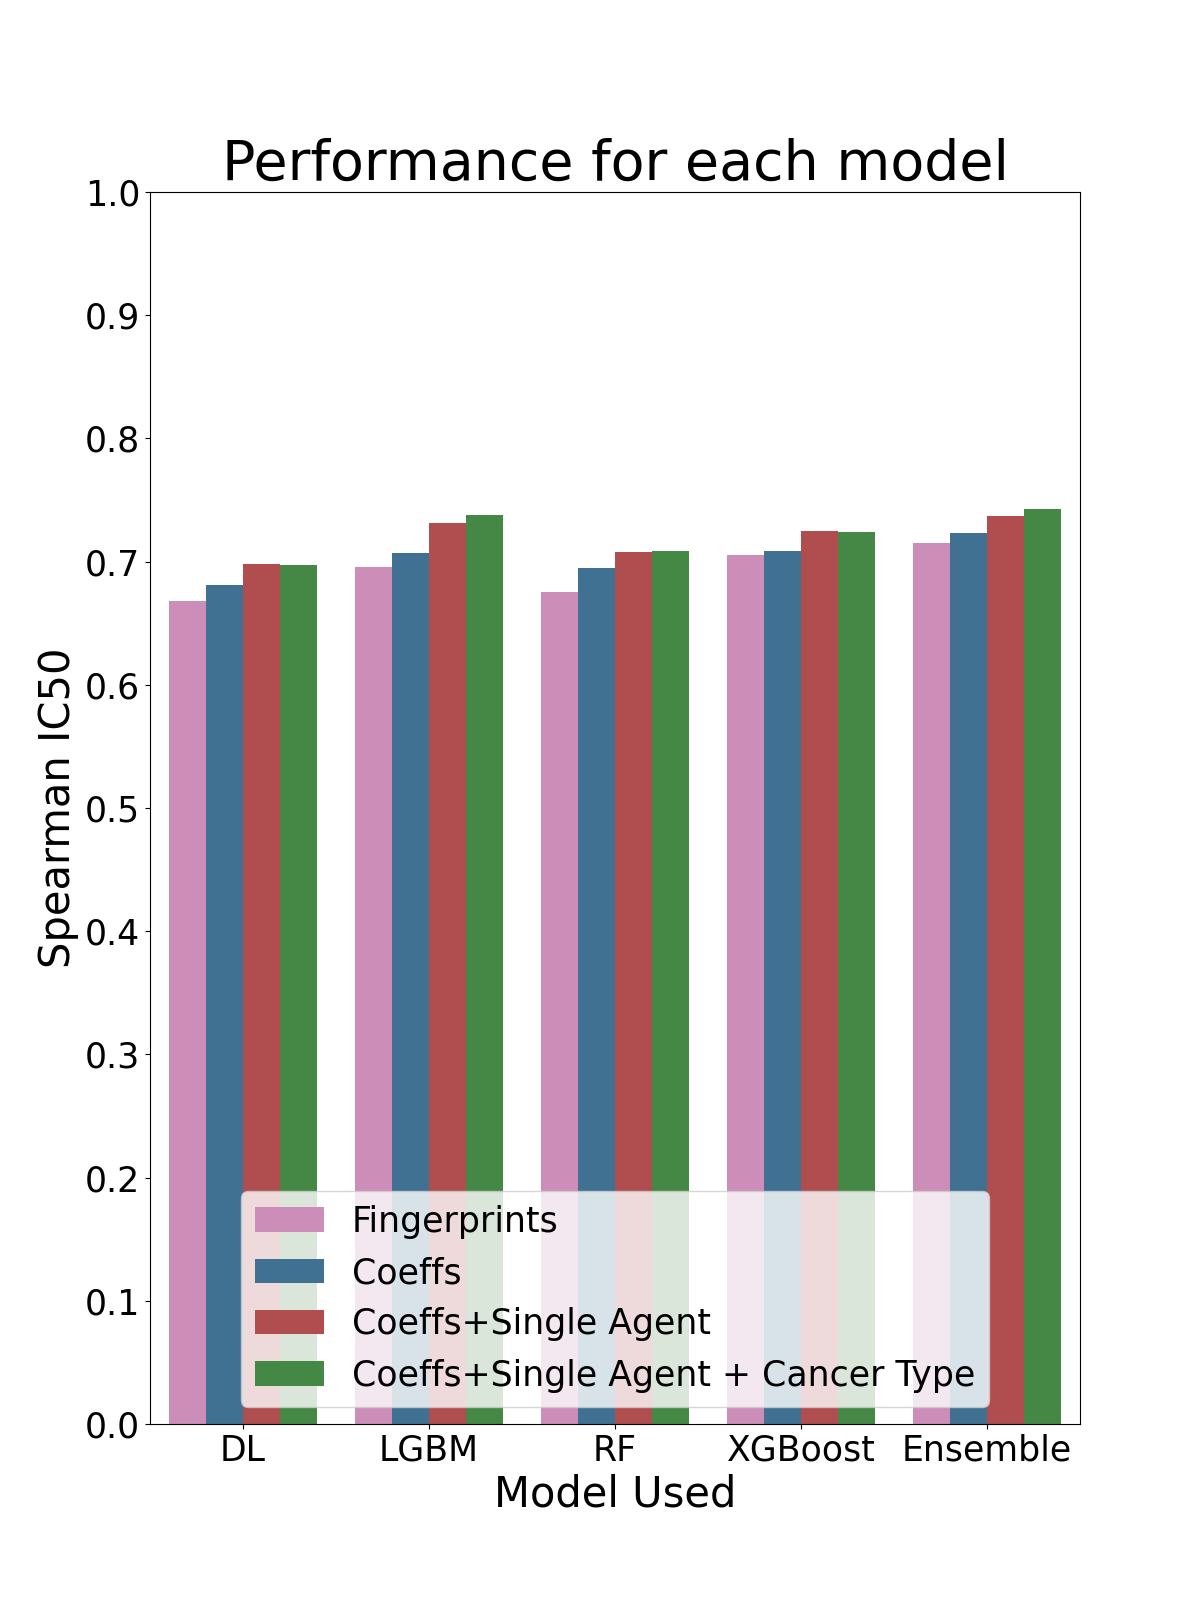 Performance for each model
1.0
0.9
0.8
0.7
0.6
0.5
0.4
0.3
0.2
0.1
0.0
Spearman IC50
Fingerprints
Coeffs
Coeffs+Single Agent
Coeffs+Single Agent + Cancer Type
DL LGBM RF XGBoost Ensemble
Model Used